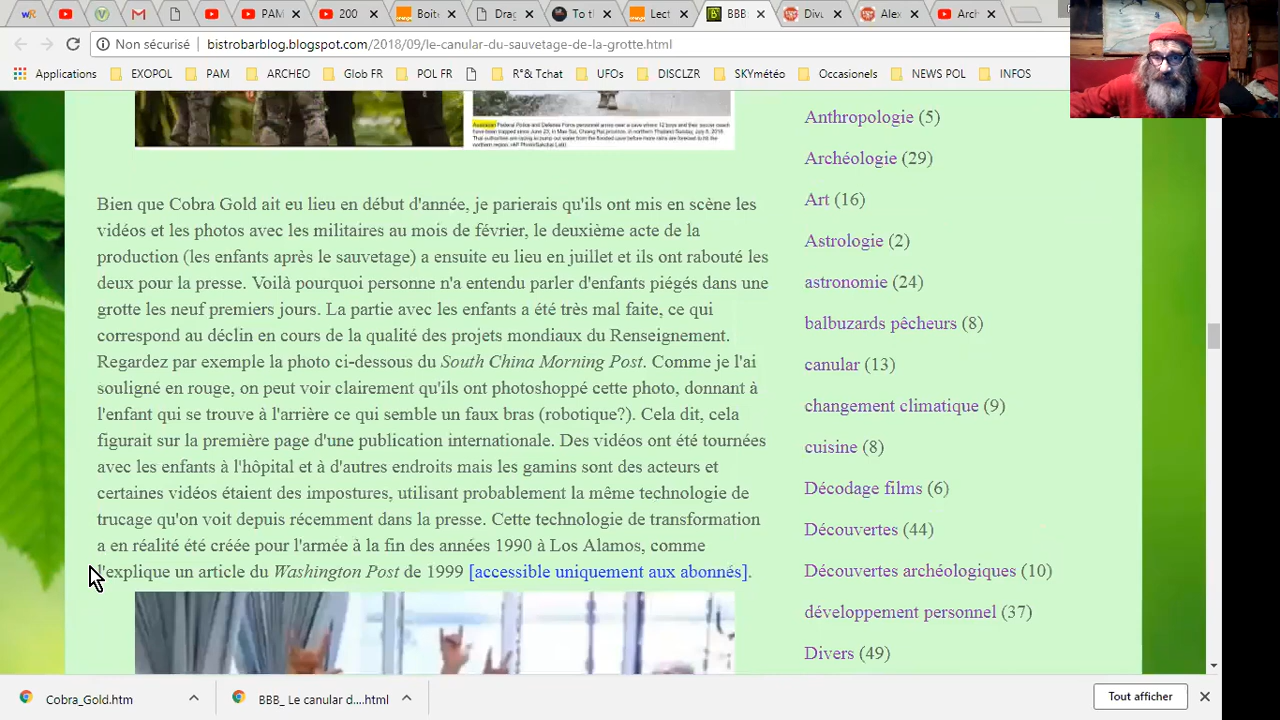 PAM
200
Boîte
Drag
To th
Lect
BBB
Divu
Alex
Arch
Non sécurisé
bistrobarblog.blogspot.com/2018/09/le-canular-du-sauvetage-de-la-grotte.html
Applications
EXOPOL
PAM
ARCHEO
Glob FR
POL FR
R°& Tchat
UFOs
DISCLZR
SKYmétéo
Occasionels
NEWS POL
INFOS
Bien que Cobra Gold ait eu lieu en début d'année, je parierais qu'ils ont mis en scène les
vidéos et les photos avec les militaires au mois de février, le deuxième acte de la
production (les enfants après le sauvetage) a ensuite eu lieu en juillet et ils ont rabouté les
deux pour la presse. Voilà pourquoi personne n'a entendu parler d'enfants piégés dans une
grotte les neuf premiers jours. La partie avec les enfants a été très mal faite, ce qui
correspond au déclin en cours de la qualité des projets mondiaux du Renseignement.
Regardez par exemple la photo ci-dessous du South China Morning Post. Comme je l'ai
souligné en rouge, on peut voir clairement qu'ils ont photoshoppé cette photo, donnant à
l'enfant qui se trouve à l'arrière ce qui semble un faux bras (robotique?). Cela dit, cela
figurait sur la première page d'une publication internationale. Des vidéos ont été tournées
avec les enfants à l'hôpital et à d'autres endroits mais les gamins sont des acteurs et
certaines vidéos étaient des impostures, utilisant probablement la même technologie de
trucage qu'on voit depuis récemment dans la presse. Cette technologie de transformation
a en réalité été créée pour l'armée à la fin des années 1990 à Los Alamos, comme
l'explique un article du Washington Post de 1999 [accessible uniquement aux abonnés].
Anthropologie (5)
Archéologie (29)
Art (16)
Astrologie (2)
astronomie (24)
balbuzards pêcheurs (8)
canular (13)
changement climatique (9)
cuisine (8)
Décodage films (6)
Découvertes (44)
Découvertes archéologiques (10)
développement personnel (37)
Divers (49)
Cobra_Gold.htm
BBB_ Le canular d....html
Tout afficher